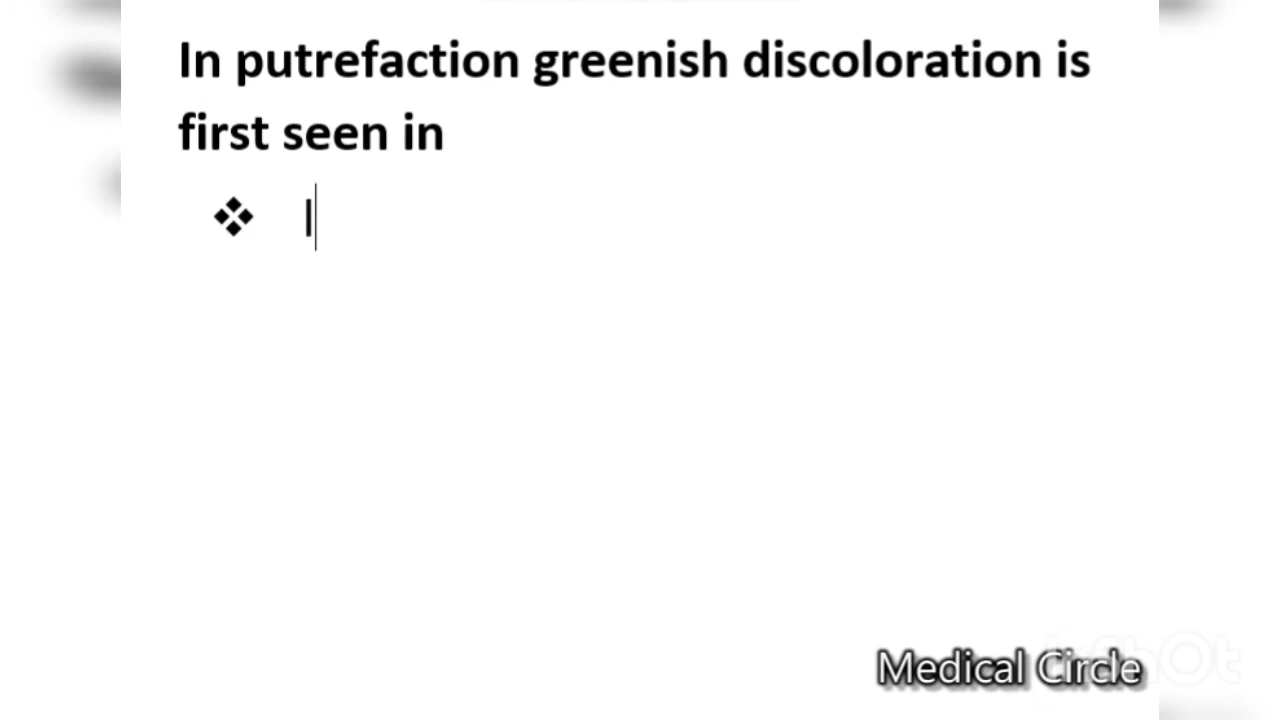 In putrefaction greenish discoloration is
first seen in
❖ I
Medical Circle